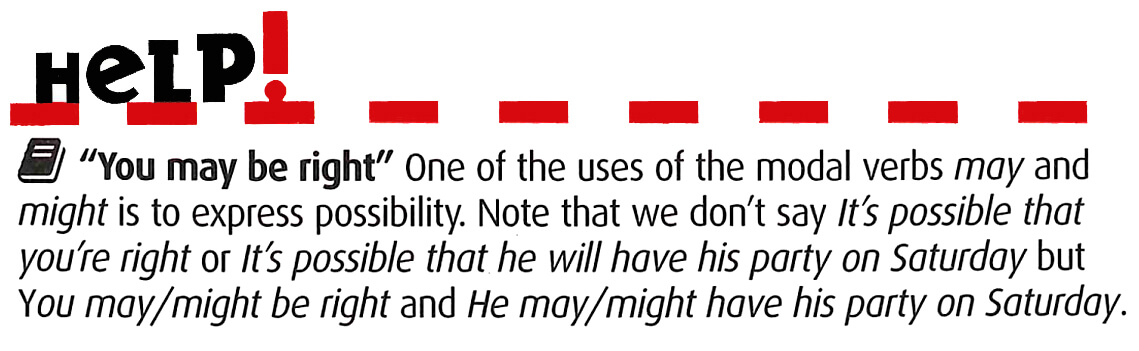 HeLP!
“You may be right” One of the uses of the modal verbs may and
might is to express possibility. Note that we don’t say It’s possible that
you’re right or It’s possible that he will have his party on Saturday but
You may/might be right and He may/might have his party on Saturday.